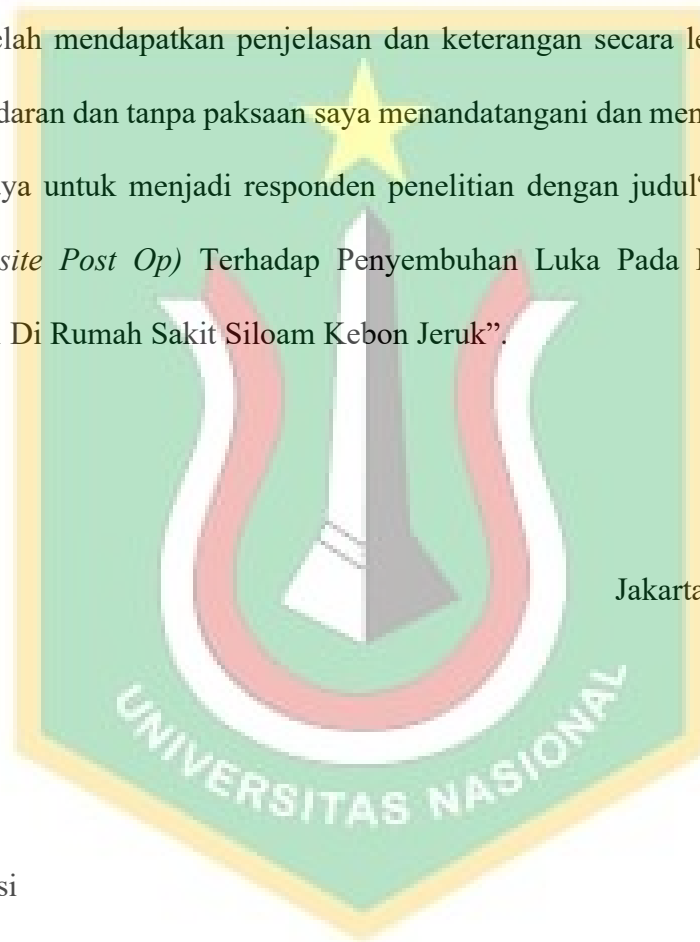 elah mendapatkan penjelasan dan keterangan secara le
daran dan tanpa paksaan saya menandatangani dan men
ya untuk menjadi responden penelitian dengan judul“
site Post Op) Terhadap Penyembuhan Luka Pada
Di Rumah Sakit Siloam Kebon Jeruk”.
Jakarta
UNIVERSITAS NASIONAL
si